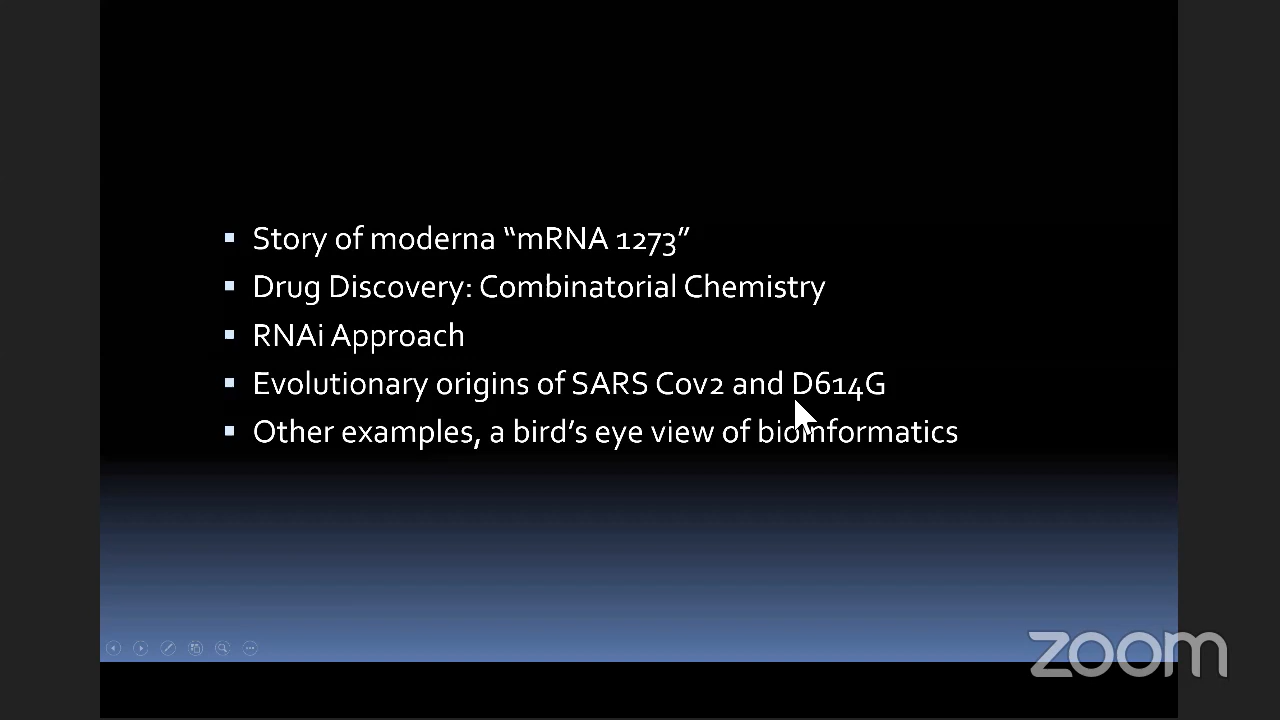 Story of moderna “mRNA 1273”
Drug Discovery: Combinatorial Chemistry
RNAi Approach
Evolutionary origins of SARS Cov2 and D614G
Other examples, a bird’s eye view of bioinformatics
zoom